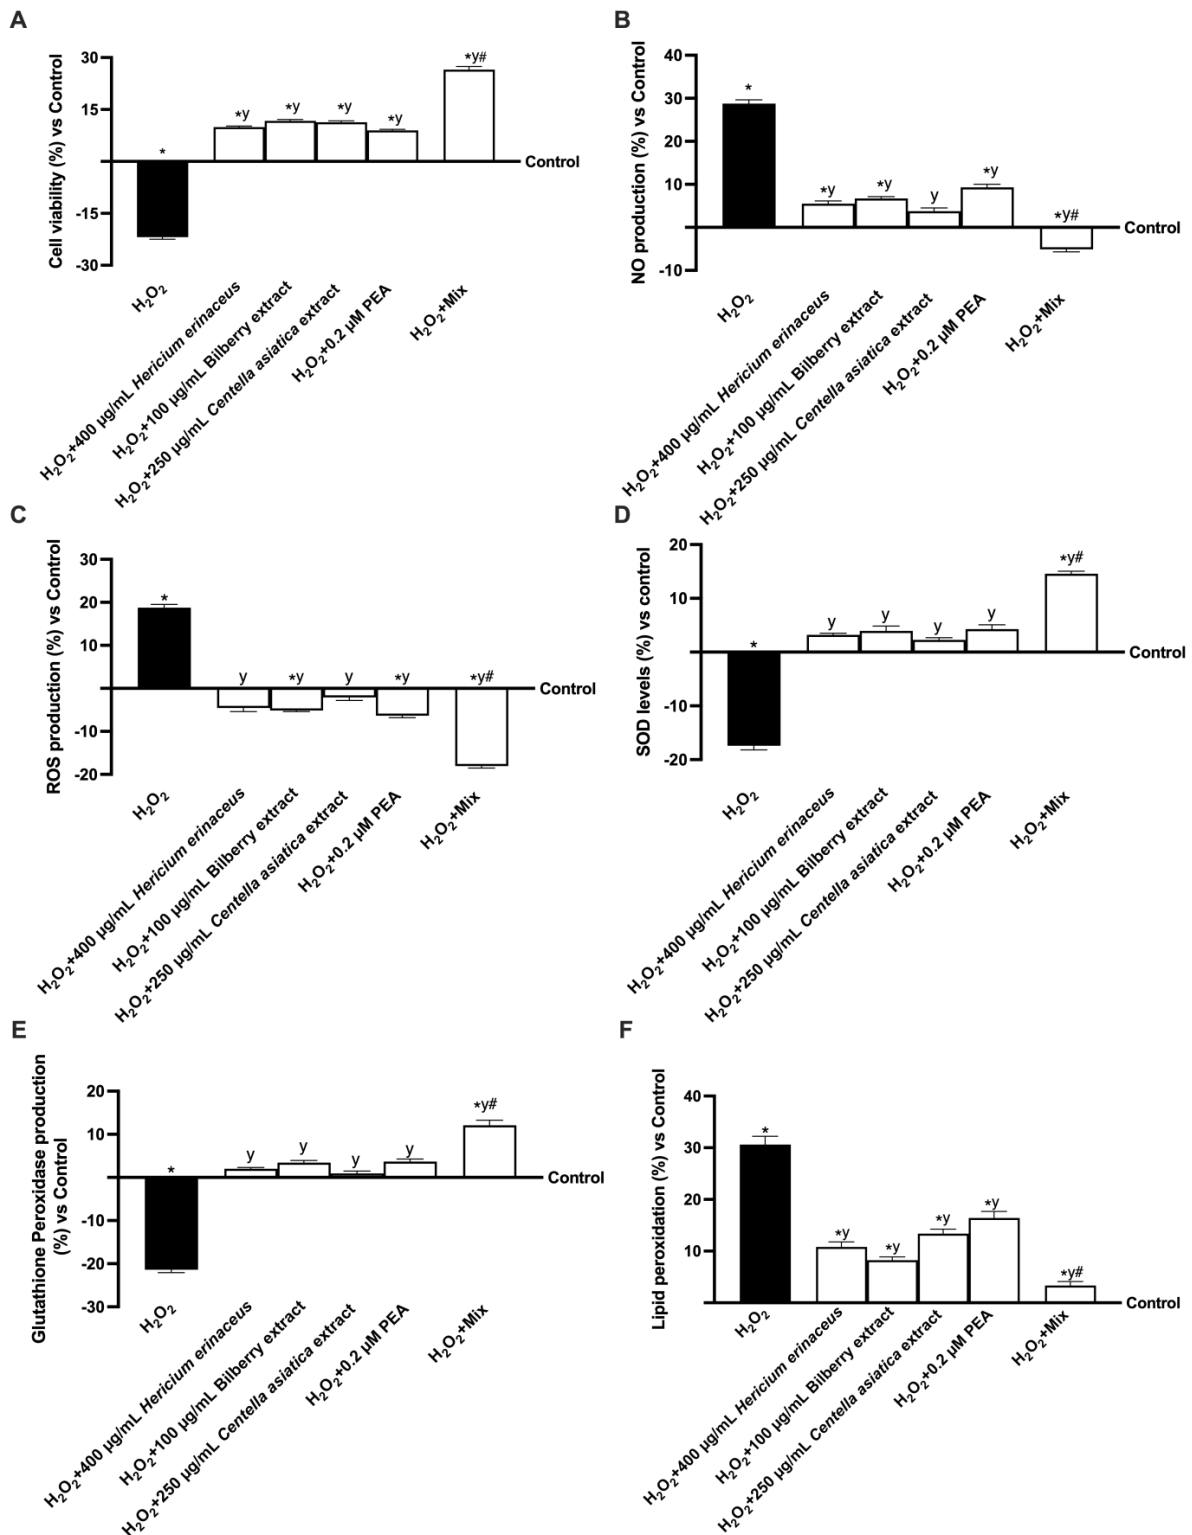 A
Cell viability (%) vs Control
30
15
-15
-30
*
*y
*y
*y
*y
*y#
Control
H₂O₂
H₂O₂+400 µg/mL Hericium erinaceus
H₂O₂+100 µg/mL Bilberry extract
H₂O₂+250 µg/mL Centella asiatica extract
H₂O₂+0.2 µM PEA
H₂O₂+Mix
B
NO production (%) vs Control
40
30
20
10
-10
*
*y
*y
y
*y
*y#
Control
H₂O₂
H₂O₂+400 µg/mL Hericium erinaceus
H₂O₂+100 µg/mL Bilberry extract
H₂O₂+250 µg/mL Centella asiatica extract
H₂O₂+0.2 µM PEA
H₂O₂+Mix
C
ROS production (%) vs Control
30
20
10
-10
-20
*
y
*y
y
*y
*y#
Control
H₂O₂
H₂O₂+400 µg/mL Hericium erinaceus
H₂O₂+100 µg/mL Bilberry extract
H₂O₂+250 µg/mL Centella asiatica extract
H₂O₂+0.2 µM PEA
H₂O₂+Mix
D
SOD levels (%) vs control
20
10
-10
-20
*
y
y
y
y
*y#
Control
H₂O₂
H₂O₂+400 µg/mL Hericium erinaceus
H₂O₂+100 µg/mL Bilberry extract
H₂O₂+250 µg/mL Centella asiatica extract
H₂O₂+0.2 µM PEA
H₂O₂+Mix
E
Glutathione Peroxidase production
(%) vs Control
20
10
-10
-20
-30
*
y
y
y
y
*y#
Control
H₂O₂
H₂O₂+400 µg/mL Hericium erinaceus
H₂O₂+100 µg/mL Bilberry extract
H₂O₂+250 µg/mL Centella asiatica extract
H₂O₂+0.2 µM PEA
H₂O₂+Mix
F
Lipid peroxidation (%) vs Control
40
30
20
10
*
*y
*y
*y
*y
*y#
Control
H₂O₂
H₂O₂+400 µg/mL Hericium erinaceus
H₂O₂+100 µg/mL Bilberry extract
H₂O₂+250 µg/mL Centella asiatica extract
H₂O₂+0.2 µM PEA
H₂O₂+Mix